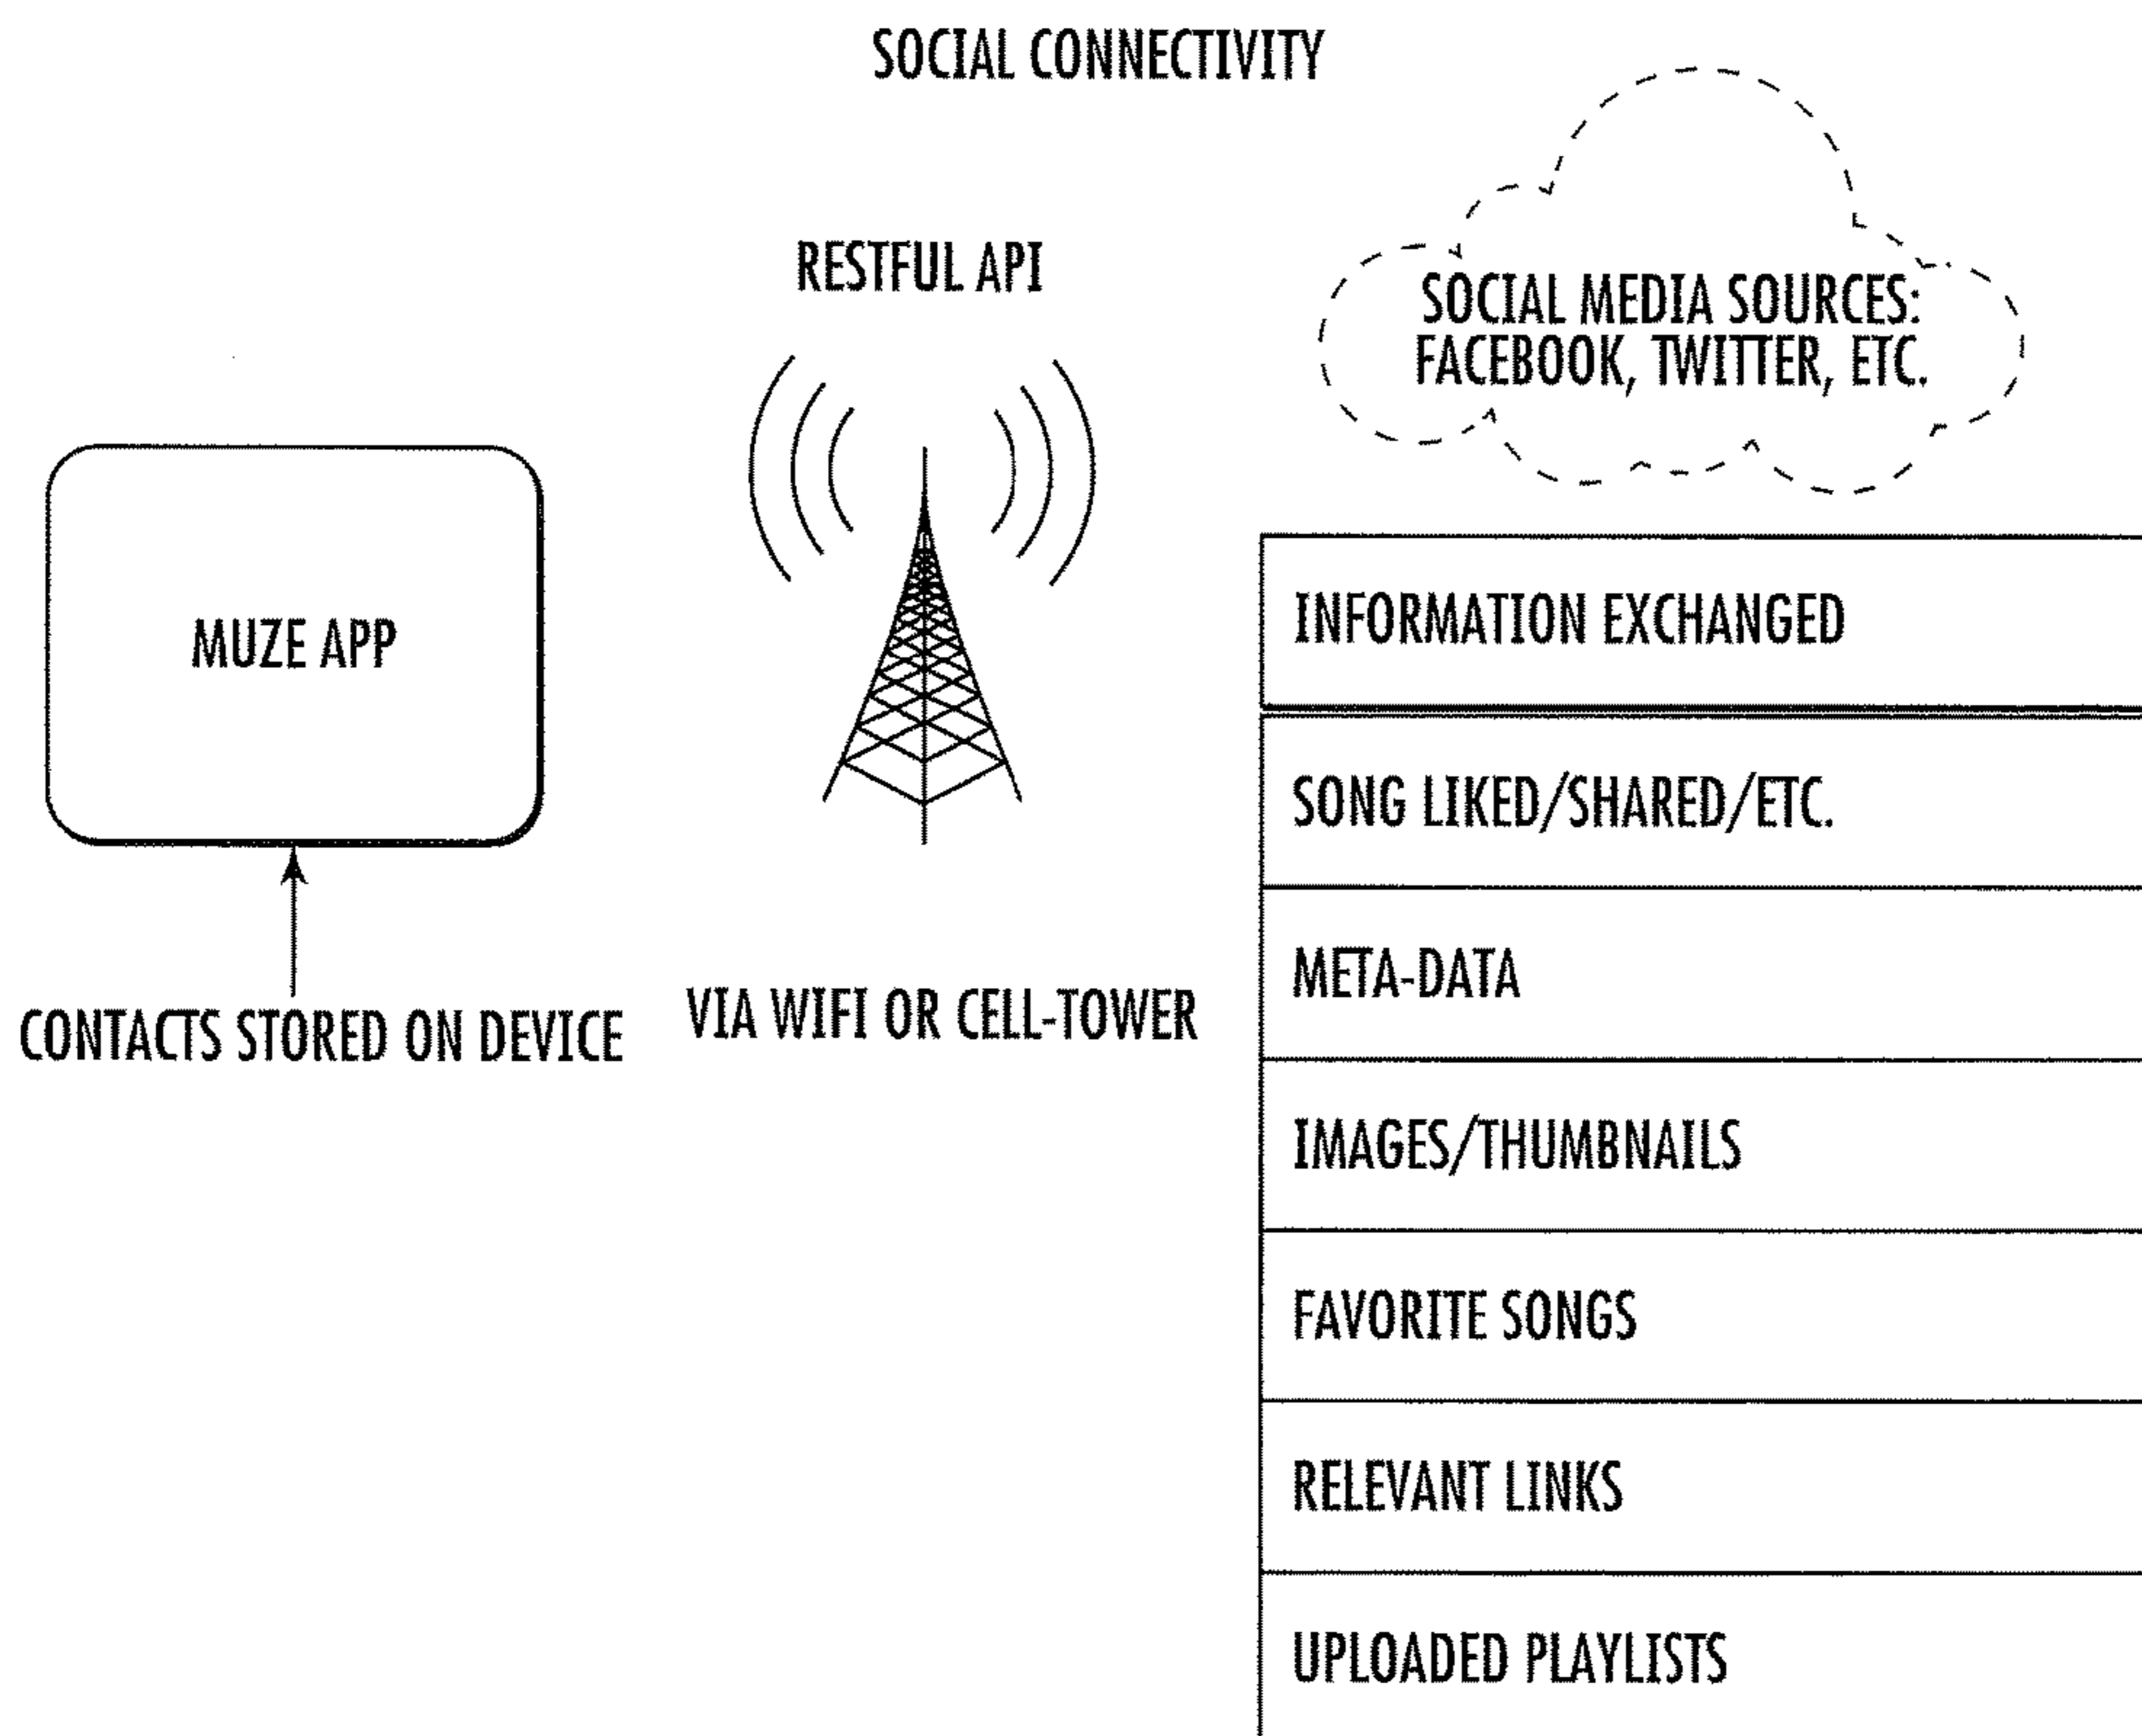 SOCIAL CONNECTIVITY
RESTFUL API
SOCIAL MEDIA SOURCES:
FACEBOOK, TWITTER, ETC.
MUZE APP
CONTACTS STORED ON DEVICE
VIA WIFI OR CELL-TOWER
INFORMATION EXCHANGED
SONG LIKED/SHARED/ETC.
META-DATA
IMAGES/THUMBNAILS
FAVORITE SONGS
RELEVANT LINKS
UPLOADED PLAYLISTS